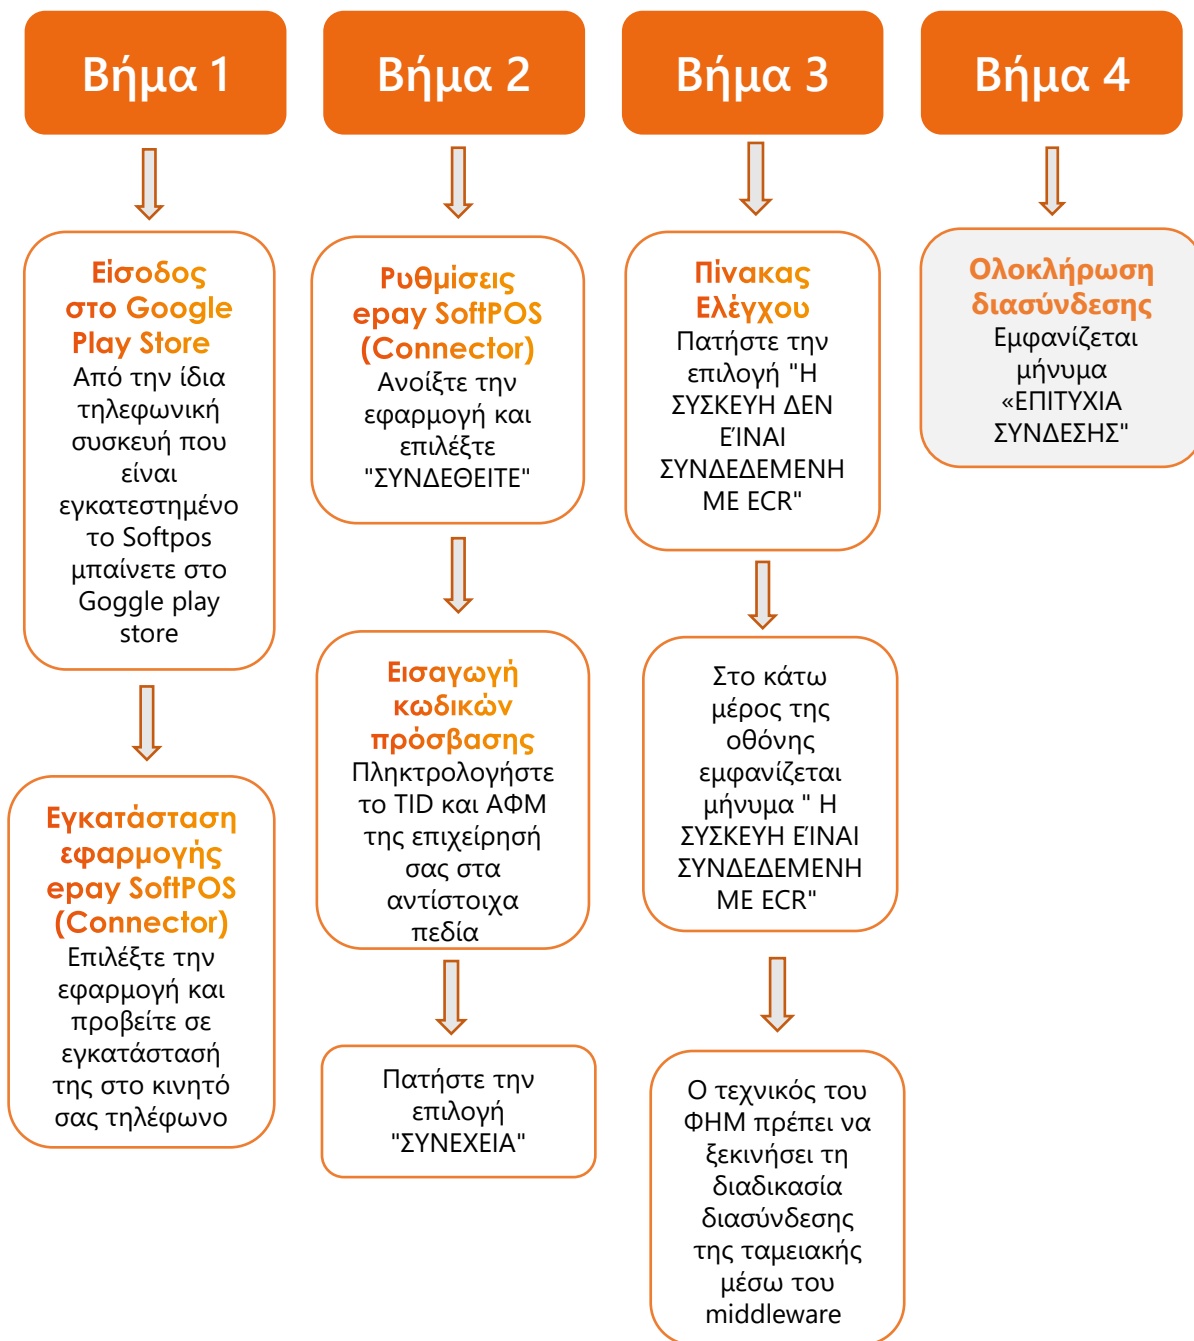 Βήμα 1
Είσοδος
στο Google
Play Store
Από την ίδια
τηλεφωνική
συσκευή που
είναι
εγκατεστημένο
το Softpos
μπαίνετε στο
Goggle play
store
Εγκατάσταση
εφαρμογής
epay SoftPOS
(Connector)
Επιλέξτε την
εφαρμογή και
προβείτε σε
εγκατάστασή
της στο κινητό
σας τηλέφωνο
Βήμα 2
Ρυθμίσεις
epay SoftPOS
(Connector)
Ανοίξτε την
εφαρμογή και
επιλέξτε
"ΣΥΝΔΕΘΕΙΤΕ"
Εισαγωγή
κωδικών
πρόσβασης
Πληκτρολογήστε
το TID και ΑΦΜ
της επιχείρησή
σας στα
αντίστοιχα
πεδία
Πατήστε την
επιλογή
"ΣΥΝΕΧΕΙΑ"
Βήμα 3
Πίνακας
Ελέγχου
Πατήστε την
επιλογή "Η
ΣΥΣΚΕΥΗ ΔΕΝ
ΕΊΝΑΙ
ΣΥΝΔΕΔΕΜΕΝΗ
ΜΕ ECR"
Στο κάτω
μέρος της
οθόνης
εμφανίζεται
μήνυμα " Η
ΣΥΣΚΕΥΗ ΕΊΝΑΙ
ΣΥΝΔΕΔΕΜΕΝΗ
ΜΕ ECR"
Ο τεχνικός του
ΦΗΜ πρέπει να
ξεκινήσει τη
διαδικασία
διασύνδεσης
της ταμειακής
μέσω του
middleware
Βήμα 4
Ολοκλήρωση
διασύνδεσης
Εμφανίζεται
μήνυμα
«ΕΠΙΤΥΧΙΑ
ΣΥΝΔΕΣΗΣ"